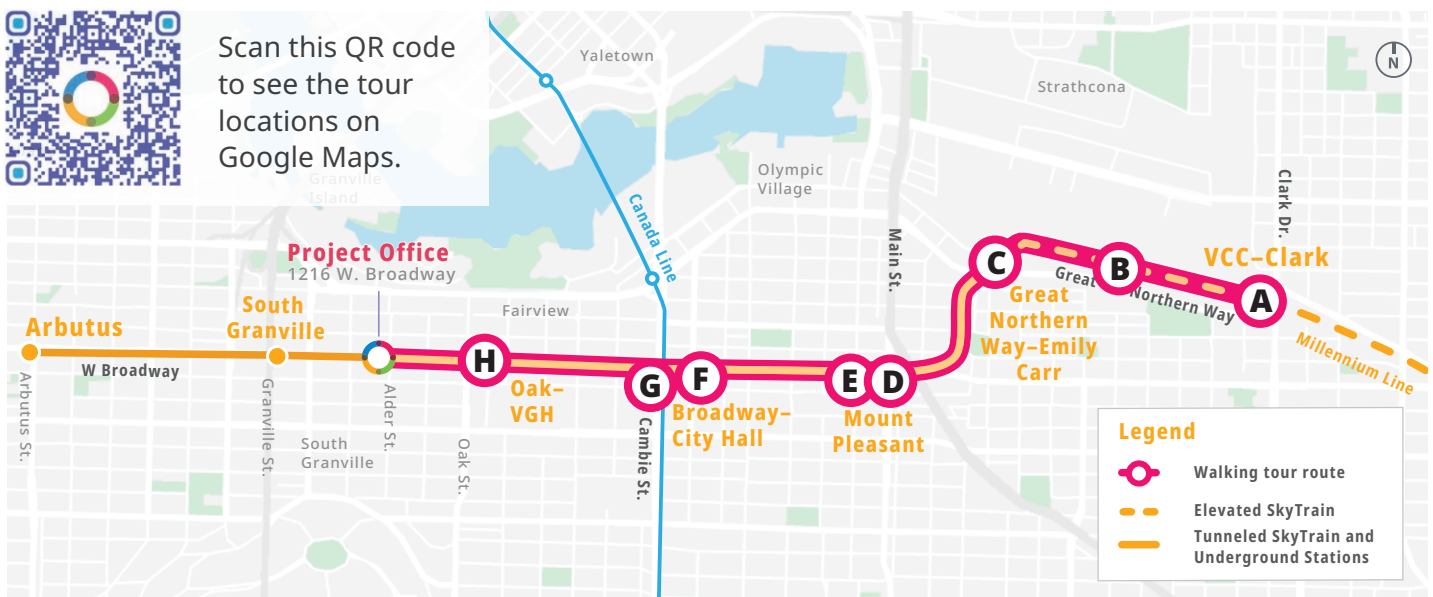 Scan this QR code
to see the tour
locations on
Google Maps.
Granville
Island
Yaletown
Strathcona
N
Olympic
Village
Canada Line
Main St.
Clark Dr.
VCC–Clark
Project Office
1216 W. Broadway
South
Granville
Arbutus
W Broadway
Fairview
C
B
A
Great Northern Way
Great
Northern
Way–Emily
Carr
Millennium Line
H
G
F
E
D
Oak–
VGH
Broadway–
City Hall
Mount
Pleasant
Arbutus St.
Granville St.
Alder St.
South
Granville
Oak St.
Cambie St.
Legend
Walking tour route
Elevated SkyTrain
Tunneled SkyTrain and
Underground Stations